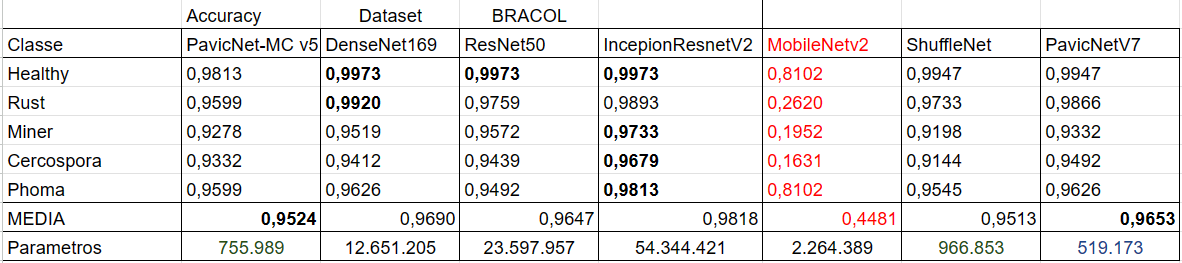 Accuracy Dataset BRACOL
Classe PavicNet-MC v5 DenseNet169 ResNet50 IncepionResnetV2 MobileNetv2 ShuffleNet PavicNetV7
Healthy 0,9813 0,9973 0,9973 0,9973 0,8102 0,9947 0,9947
Rust 0,9599 0,9920 0,9759 0,9893 0,2620 0,9733 0,9866
Miner 0,9278 0,9519 0,9572 0,9733 0,1952 0,9198 0,9332
Cercospora 0,9332 0,9412 0,9439 0,9679 0,1631 0,9144 0,9492
Phoma 0,9599 0,9626 0,9492 0,9813 0,8102 0,9545 0,9626
MEDIA 0,9524 0,9690 0,9647 0,9818 0,4481 0,9513 0,9653
Parametros 755.989 12.651.205 23.597.957 54.344.421 2.264.389 966.853 519.173